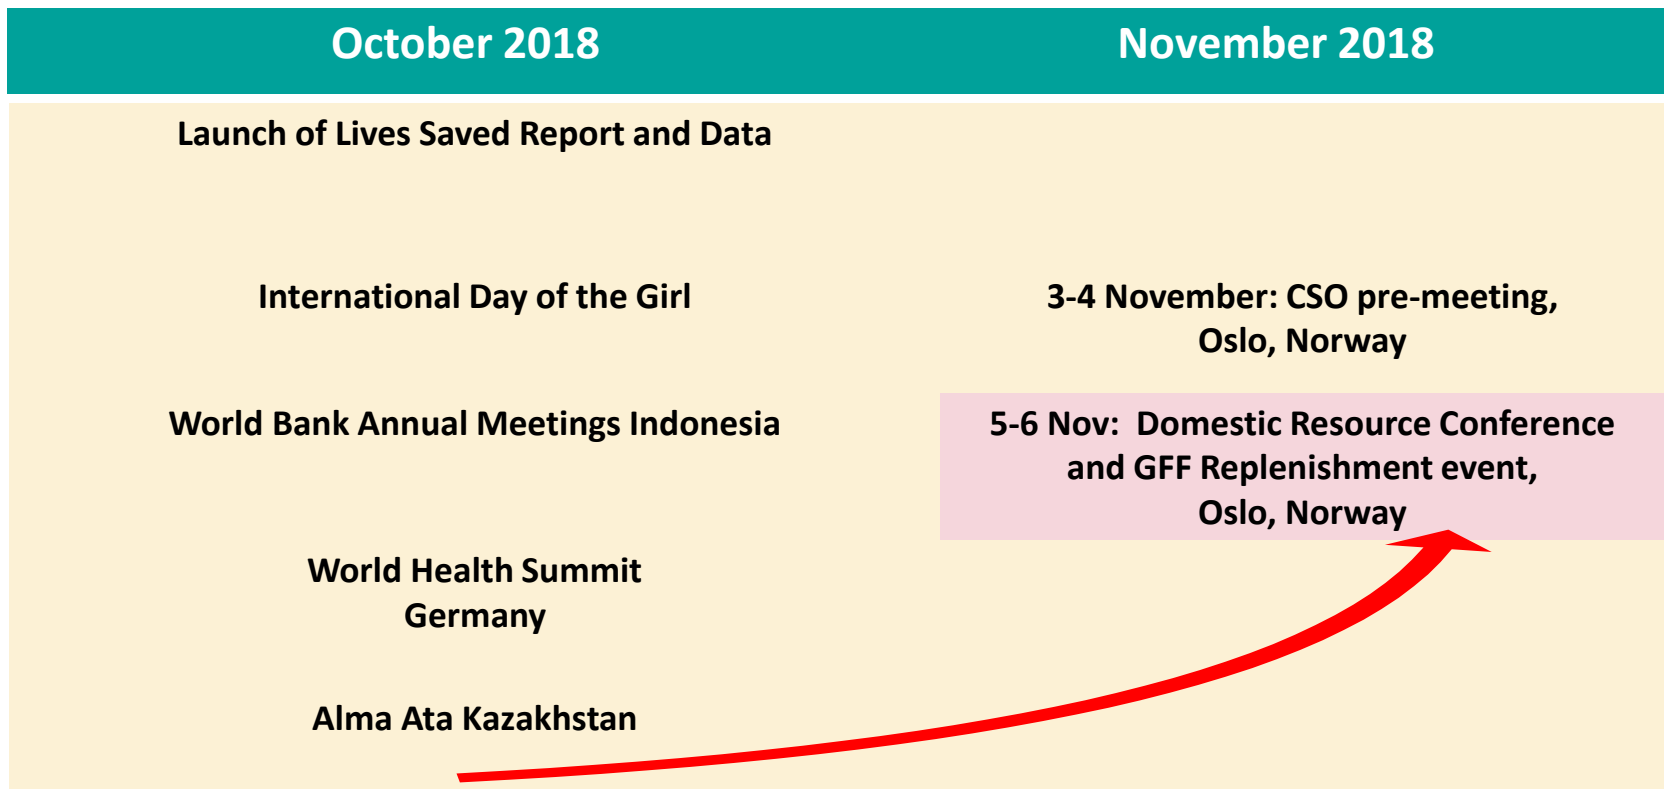 October 2018
November 2018
Launch of Lives Saved Report and Data
International Day of the Girl
3-4 November: CSO pre-meeting,
Oslo, Norway
World Bank Annual Meetings Indonesia
5-6 Nov:  Domestic Resource Conference
and GFF Replenishment event,
Oslo, Norway
World Health Summit
Germany
Alma Ata Kazakhstan